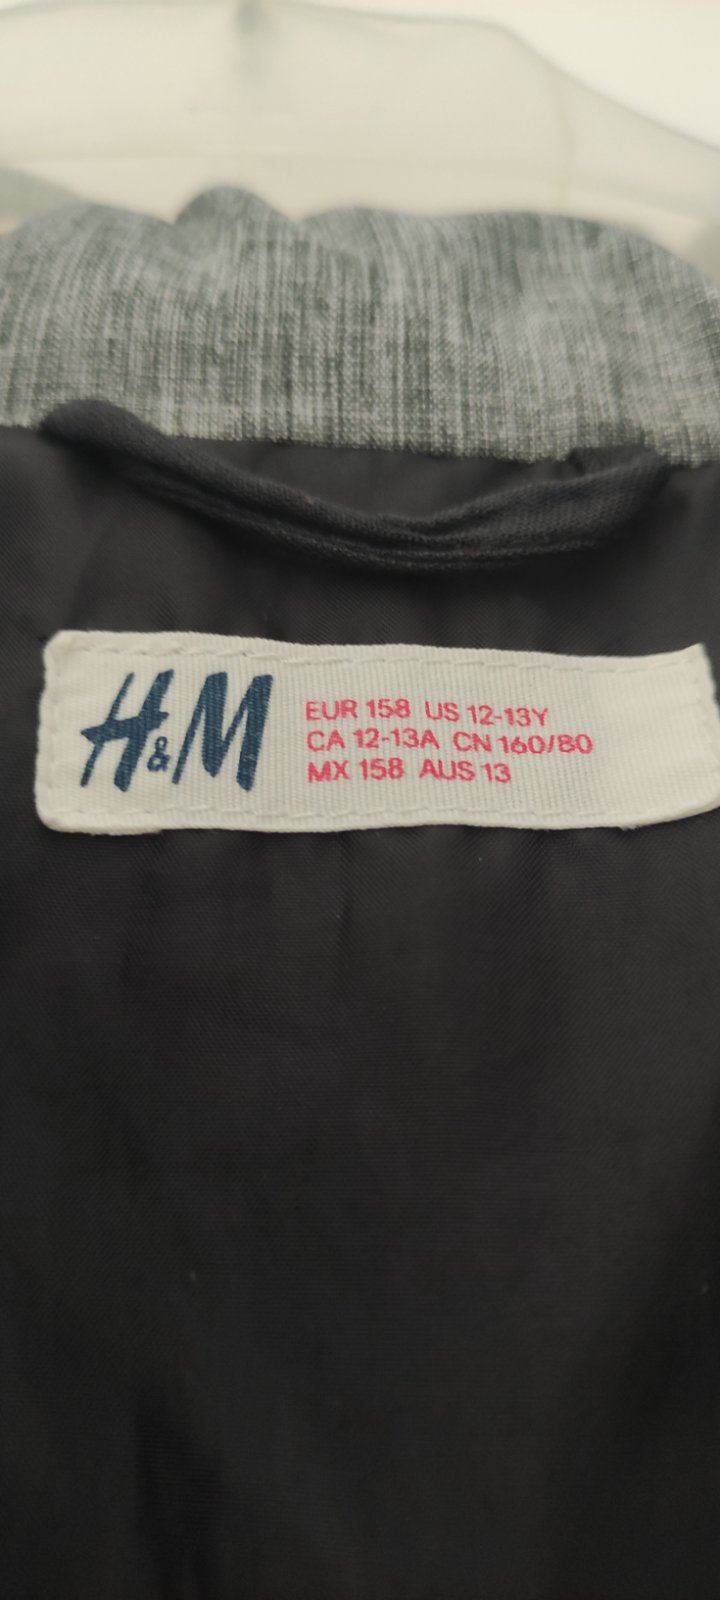 H&M
EUR 158 US 12-13Y
CA 12-13A CN 160/80
MX 158 AUS 13